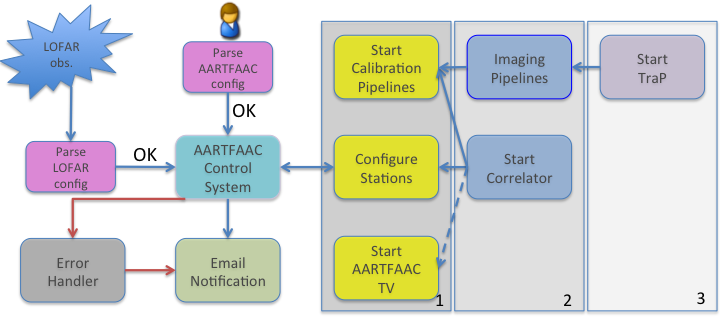 LOFAR
obs.
Parse
AARTFAAC
config
OK
Parse
LOFAR
config
OK
AARTFAAC
Control
System
Error
Handler
Email
Notification
Start
Calibration
Pipelines
Configure
Stations
Start
AARTFAAC
TV
1
Imaging
Pipelines
Start
Correlator
2
Start
TraP
3